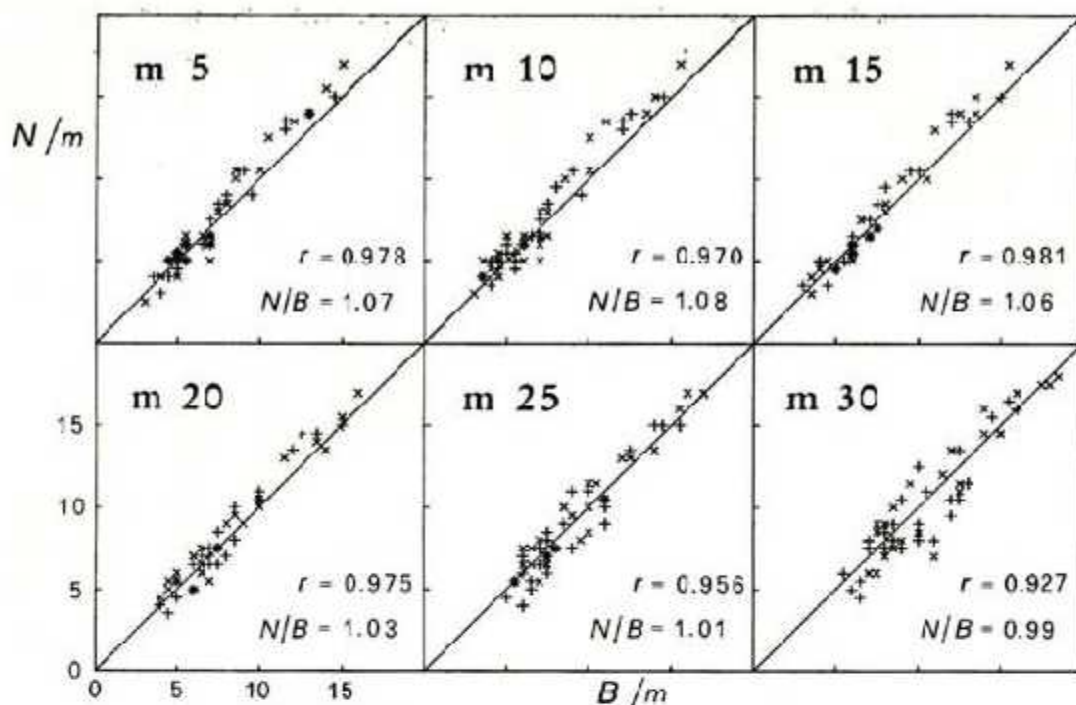 m 5
m 10
m 15
N/m
r = 0.978
r = 0.970
r = 0.981
N/B = 1.07
N/B = 1.08
N/B = 1.06
m 20
m 25
m 30
15
10
5
r = 0.975
r = 0.956
r = 0.927
N/B = 1.03
N/B = 1.01
N/B = 0.99
0
0 5 10 15
B/m